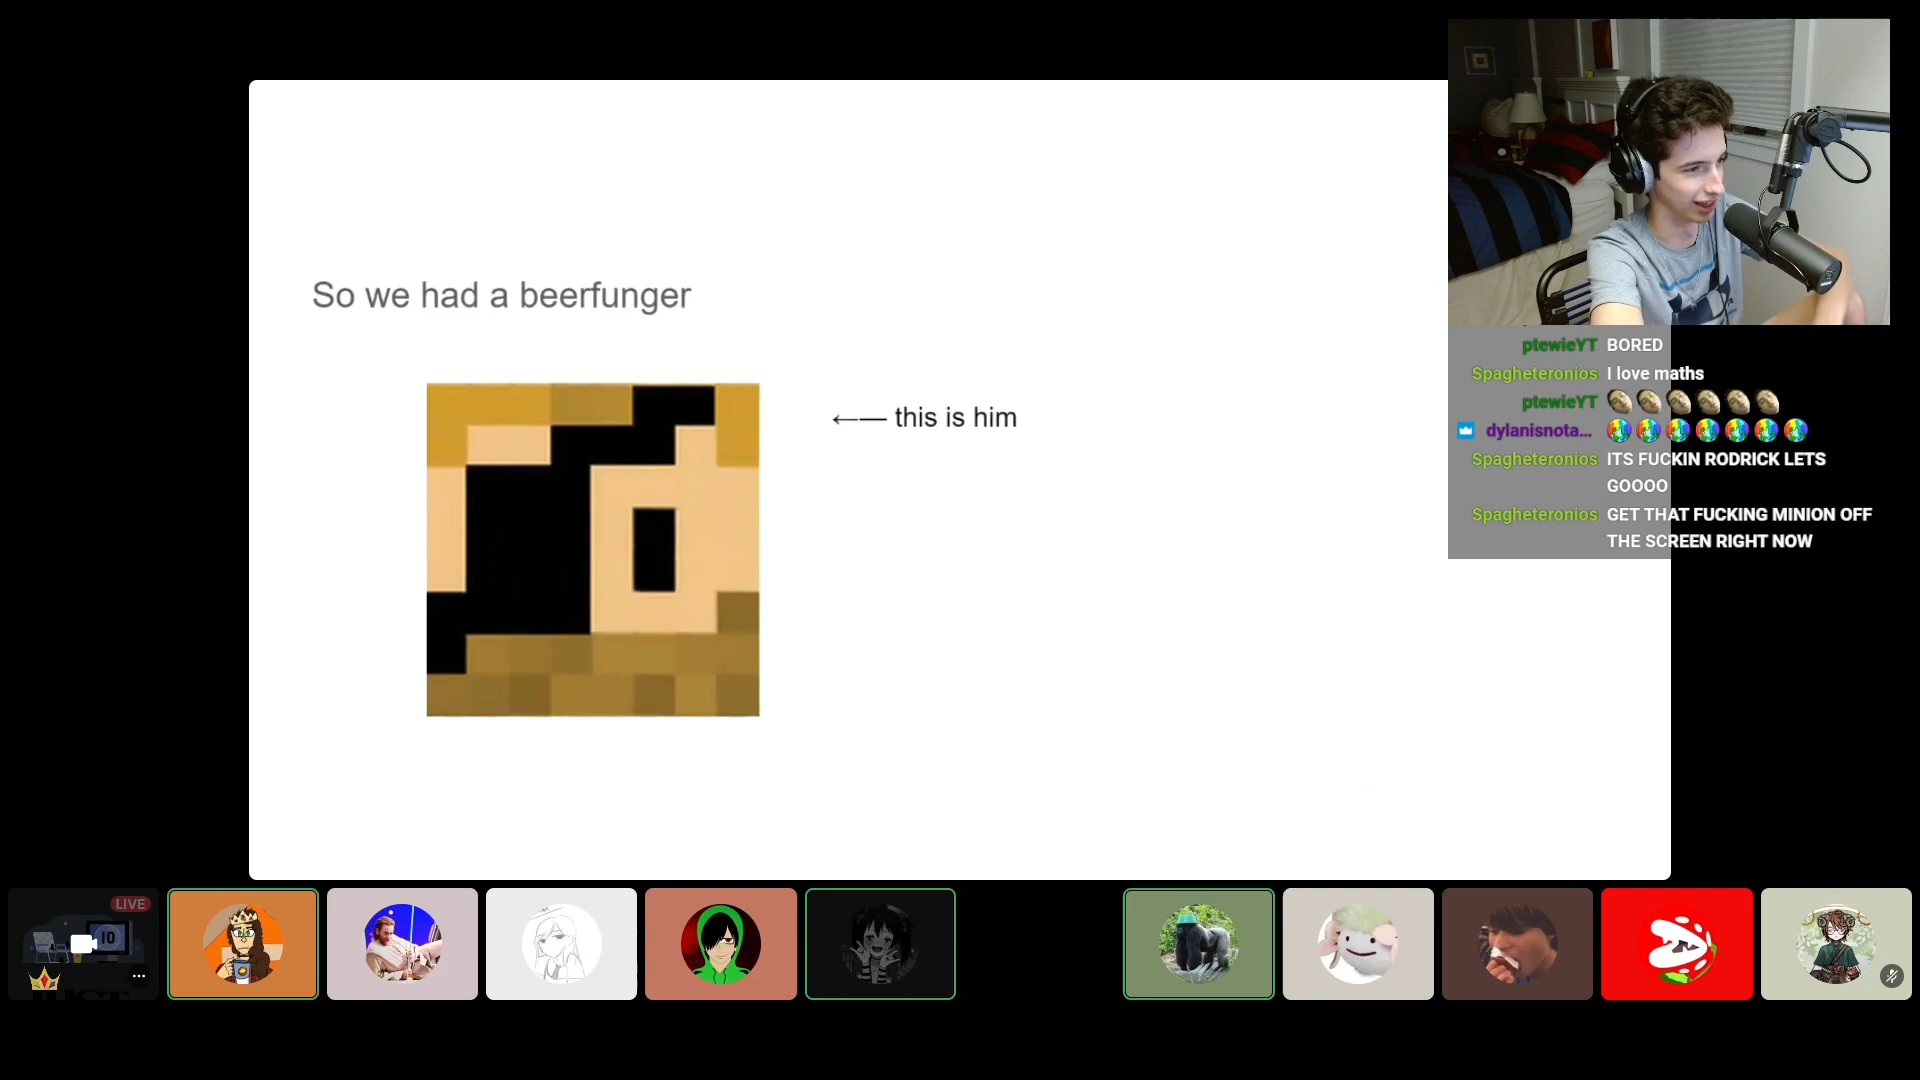 So we had a beerfunger
←— this is him
ptewieYT BORED
Spagheteronios I love maths
ptewieYT
dylanisnota...
Spagheteronios ITS FUCKIN RODRICK LETS
GOOOO
Spagheteronios GET THAT FUCKING MINION OFF
THE SCREEN RIGHT NOW
LIVE
10